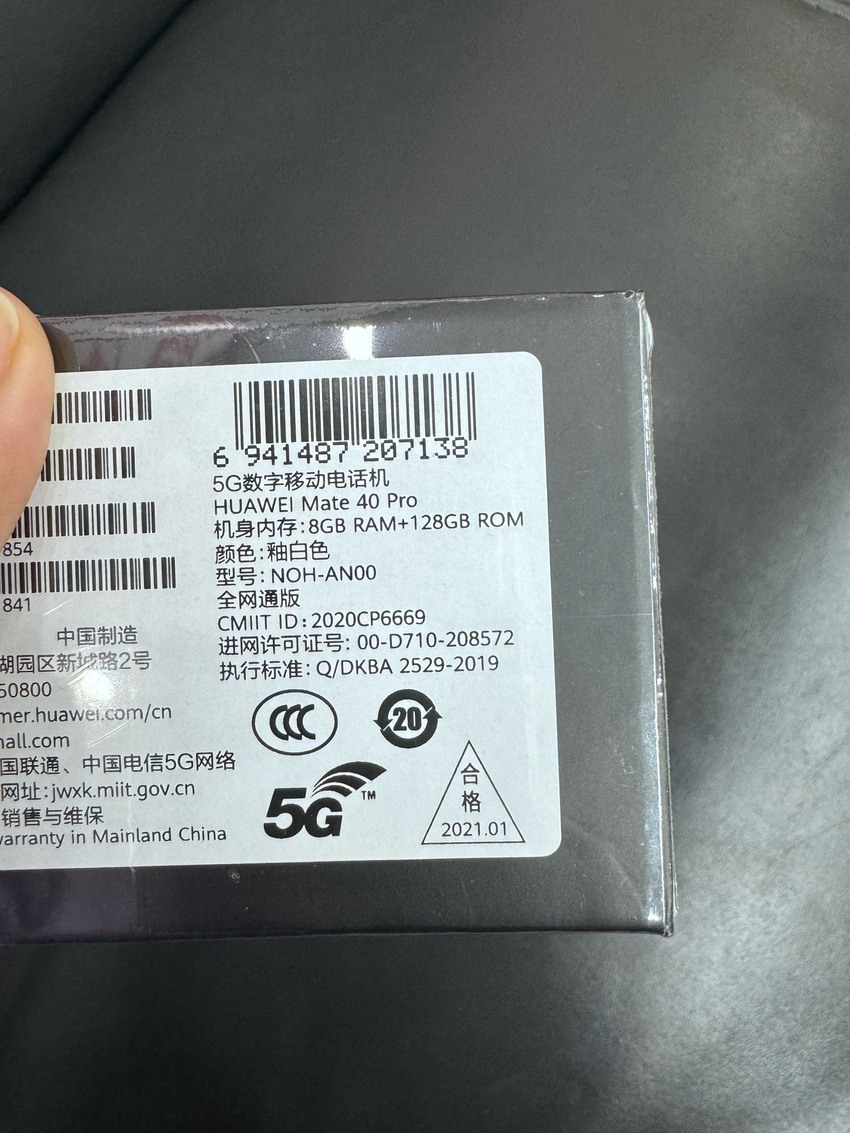 854
841
中国制造
湖园区新城路2号
50800
mer.huawei.com/cn
mall.com
国联通、中国电信5G网络
网址:jwxk.miit.gov.cn
销售与维保
warranty in Mainland China
6 941487 207138
5G数字移动电话机
HUAWEI Mate 40 Pro
机身内存:8GB RAM+128GB ROM
颜色:釉白色
型号:NOH-AN00
全网通版
CMIIT ID:2020CP6669
进网许可证号: 00-D710-208572
执行标准:Q/DKBA 2529-2019
CCC
20
5G TM
合
格
2021.01